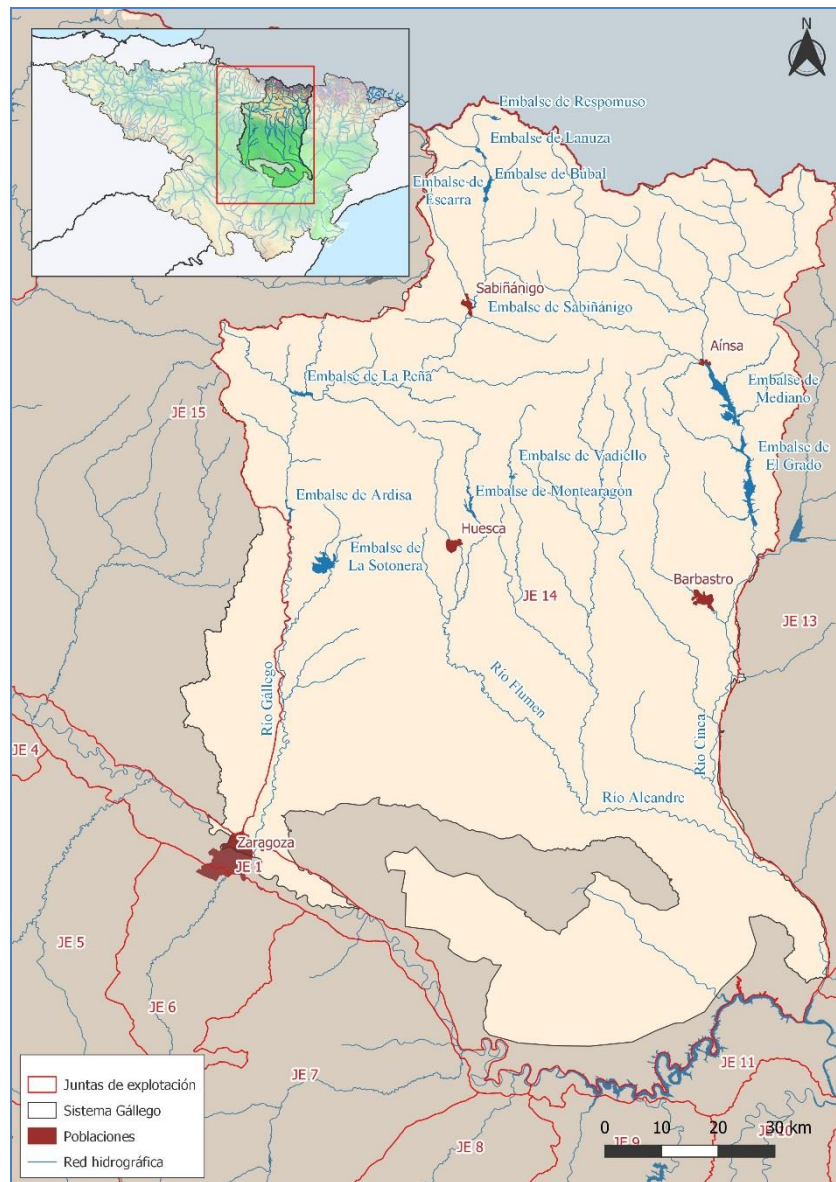 N
Embalse de Respomuso
Embalse de Lanuza
Embalse de Búbal
Embalse de
Escarra
Sabiñánigo
Embalse de Sabiñánigo
Aínsa
Embalse de La Peña
Embalse de
Mediano
JE 15
Embalse de
El Grado
Embalse de Vadiello
Embalse de Ardisa
Embalse de Montearagón
Huesca
Embalse de
La Sotonera
Barbastro
JE 14
JE 13
Río Gállego
Río Flumen
Río Cinca
JE 4
Río Alcandre
Zaragoza
JE 1
JE 5
JE 6
JE 7
JE 11
JE 8
JE 9
JE 10
Juntas de explotación
Sistema Gállego
Poblaciones
Red hidrográfica
0 10 20 30 km